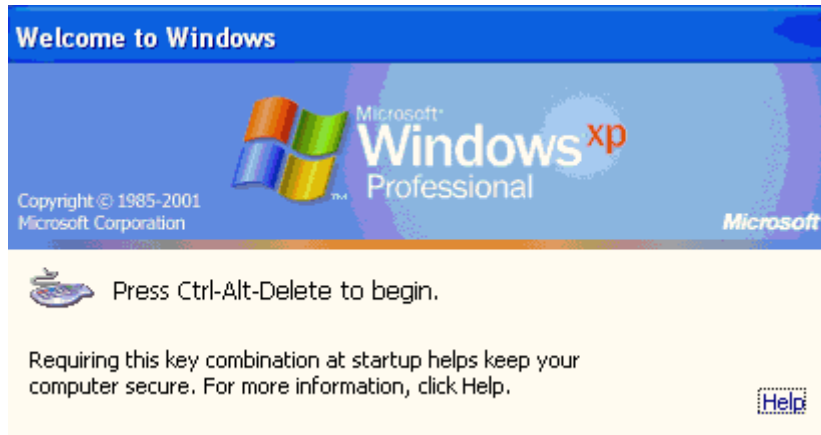 Welcome to Windows
Microsoft®
Windows xp
Professional
TM
Copyright © 1985-2001
Microsoft Corporation
Microsoft
Press Ctrl-Alt-Delete to begin.
Requiring this key combination at startup helps keep your
computer secure. For more information, click Help.
Help